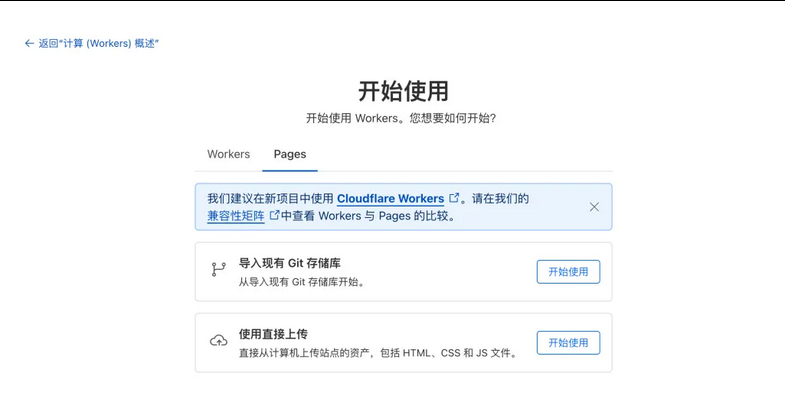 ← 返回“计算 (Workers) 概述”
开始使用
开始使用 Workers。您想要如何开始?
Workers Pages
我们建议在新项目中使用 Cloudflare Workers 。请在我们的
兼容性矩阵 中查看 Workers 与 Pages 的比较。
导入现有 Git 存储库
从导入现有 Git 存储库开始。
开始使用
使用直接上传
直接从计算机上传站点的资产，包括 HTML、CSS 和 JS 文件。
开始使用